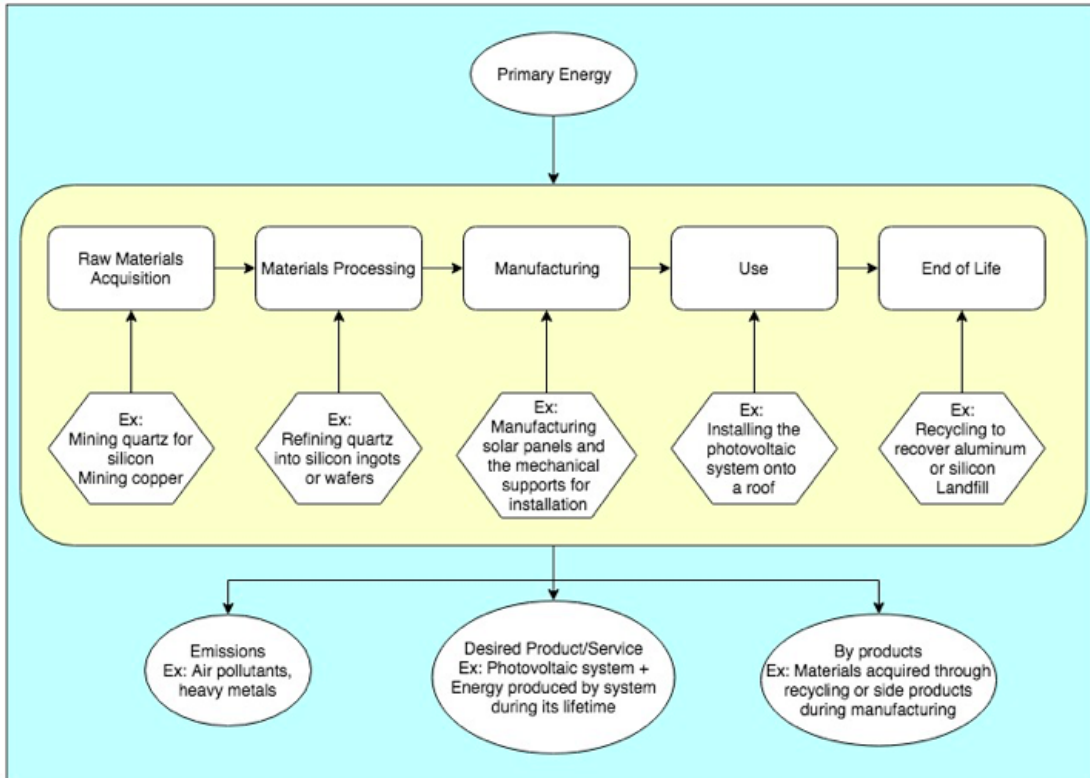 Primary Energy
Raw Materials
Acquisition
Materials Processing
Manufacturing
Use
End of Life
Ex:
Mining quartz for
silicon
Mining copper
Ex:
Refining quartz
into silicon ingots
or wafers
Ex:
Manufacturing
solar panels and
the mechanical
supports for
installation
Ex:
Installing the
photovoltaic
system onto
a roof
Ex:
Recycling to
recover aluminum
or silicon
Landfill
Emissions
Ex: Air pollutants,
heavy metals
Desired Product/Service
Ex: Photovoltaic system +
Energy produced by system
during its lifetime
By products
Ex: Materials acquired through
recycling or side products
during manufacturing